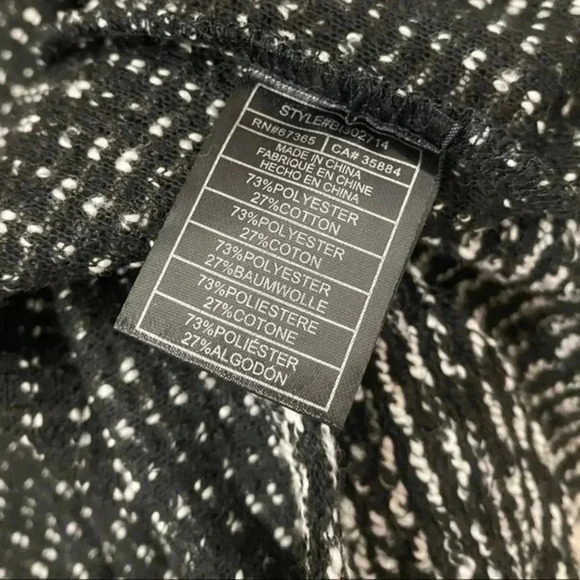 STYLE#BI302714
RN#67365 CA# 35884
MADE IN CHINA
FABRIQUÉ EN CHINE
HECHO EN CHINA
73%POLYESTER
27%COTTON
73%POLYESTER
27%COTON
73%POLYESTER
27%BAUMWOLLE
73%POLIESTERE
27%COTONE
73%POLIÉSTER
27%ALGODÓN